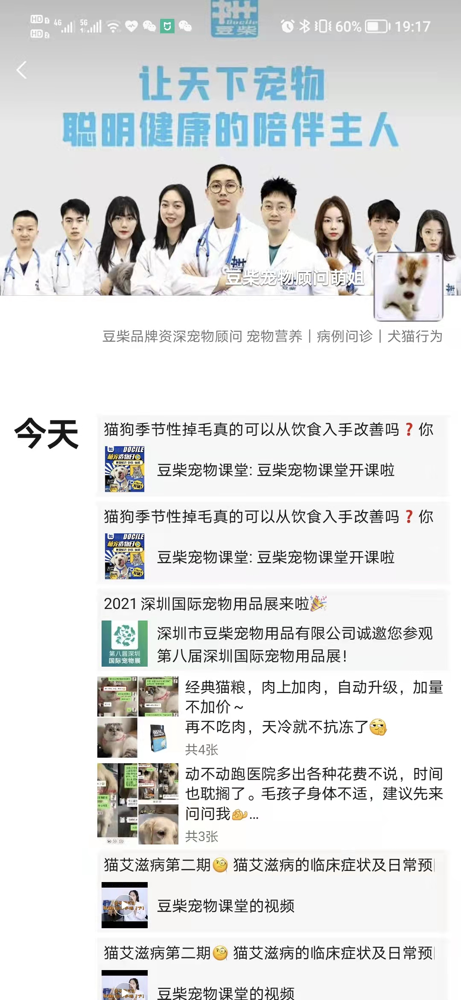 HD 1 4G 5G 60% 19:17
HD 2
Docile
豆柴
让天下宠物
聪明健康的陪伴主人
豆柴宠物顾问萌姐
豆柴品牌资深宠物顾问 宠物营养｜病例问诊｜犬猫行为
今天
猫狗季节性掉毛真的可以从饮食入手改善吗❓你
DOCILE
萌宠造物日
豆柴宠物课堂: 豆柴宠物课堂开课啦
猫狗季节性掉毛真的可以从饮食入手改善吗❓你
DOCILE
萌宠造物日
豆柴宠物课堂: 豆柴宠物课堂开课啦
2021 深圳国际宠物用品展来啦🎉
第八届深圳
国际宠物展
深圳市豆柴宠物用品有限公司诚邀您参观
第八届深圳国际宠物用品展!
经典猫粮，肉上加肉，自动升级，加量
不加价～
再不吃肉，天冷就不抗冻了🫢
共4张
动不动跑医院多出各种花费不说，时间
也耽搁了。毛孩子身体不适，建议先来
问问我💪...
共3张
猫艾滋病第二期🧐 猫艾滋病的临床症状及日常预
豆柴宠物课堂的视频
猫艾滋病第二期🧐 猫艾滋病的临床症状及日常预
豆柴宠物课堂的视频